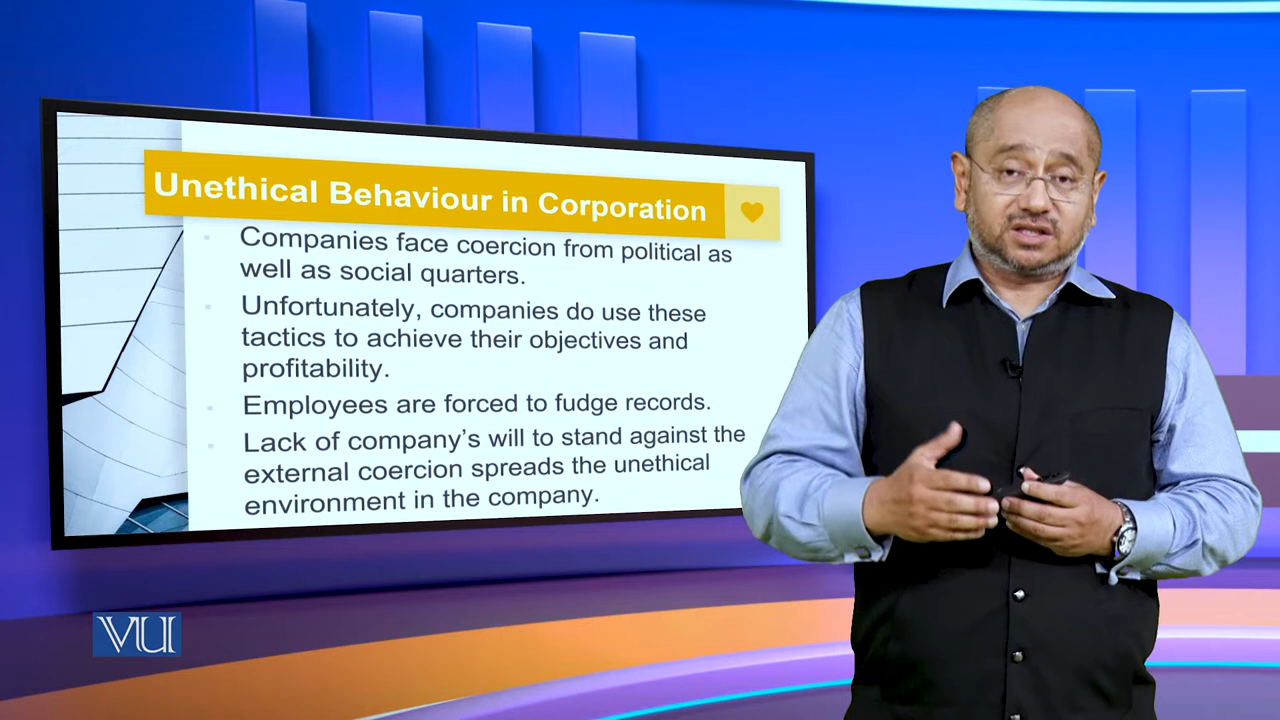 Unethical Behaviour in Corporation
Companies face coercion from political as
well as social quarters.
Unfortunately, companies do use these
tactics to achieve their objectives and
profitability.
Employees are forced to fudge records.
Lack of company's will to stand against the
external coercion spreads the unethical
environment in the company.
VU